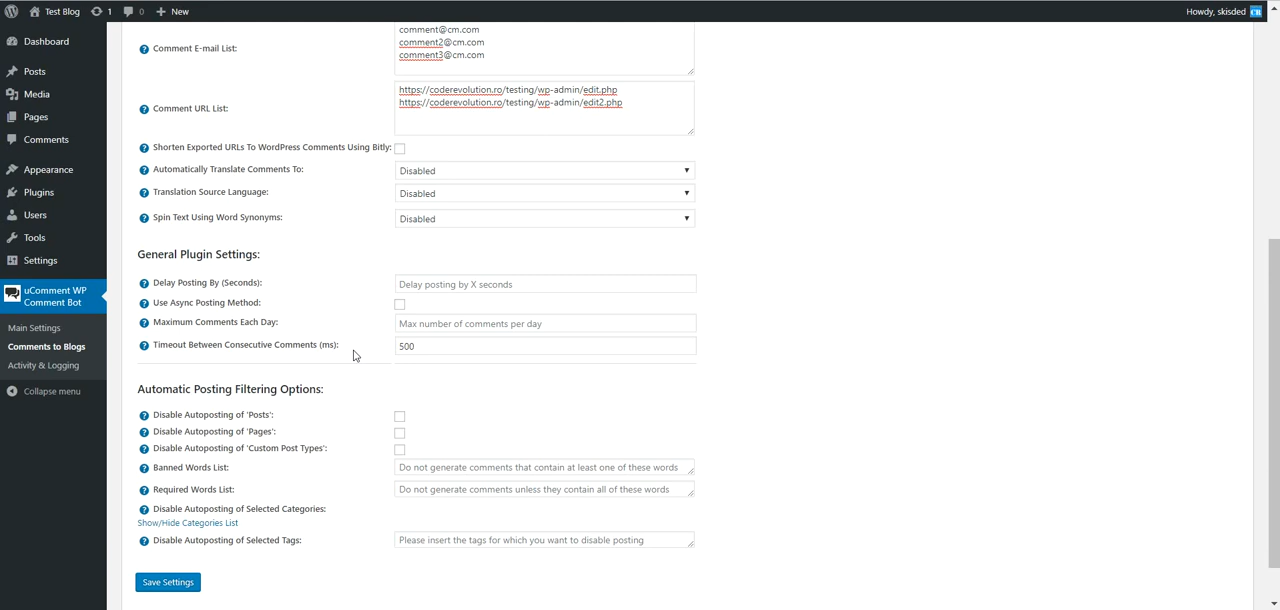 Test Blog 1 0 New Howdy, skisded CR
Dashboard
Posts
Media
Pages
Comments
Appearance
Plugins
Users
Tools
Settings
uComment WP
Comment Bot
Main Settings
Comments to Blogs
Activity & Logging
Collapse menu
Comment E-mail List:
comment@cm.com
comment2@cm.com
comment3@cm.com
Comment URL List:
https://coderevolution.ro/testing/wp-admin/edit.php
https://coderevolution.ro/testing/wp-admin/edit2.php
Shorten Exported URLs To WordPress Comments Using Bitly:
Automatically Translate Comments To: Disabled
Translation Source Language: Disabled
Spin Text Using Word Synonyms: Disabled
General Plugin Settings:
Delay Posting By (Seconds): Delay posting by X seconds
Use Async Posting Method:
Maximum Comments Each Day: Max number of comments per day
Timeout Between Consecutive Comments (ms): 500
Automatic Posting Filtering Options:
Disable Autoposting of 'Posts':
Disable Autoposting of 'Pages':
Disable Autoposting of 'Custom Post Types':
Banned Words List: Do not generate comments that contain at least one of these words
Required Words List: Do not generate comments unless they contain all of these words
Disable Autoposting of Selected Categories:
Show/Hide Categories List
Disable Autoposting of Selected Tags: Please insert the tags for which you want to disable posting
Save Settings